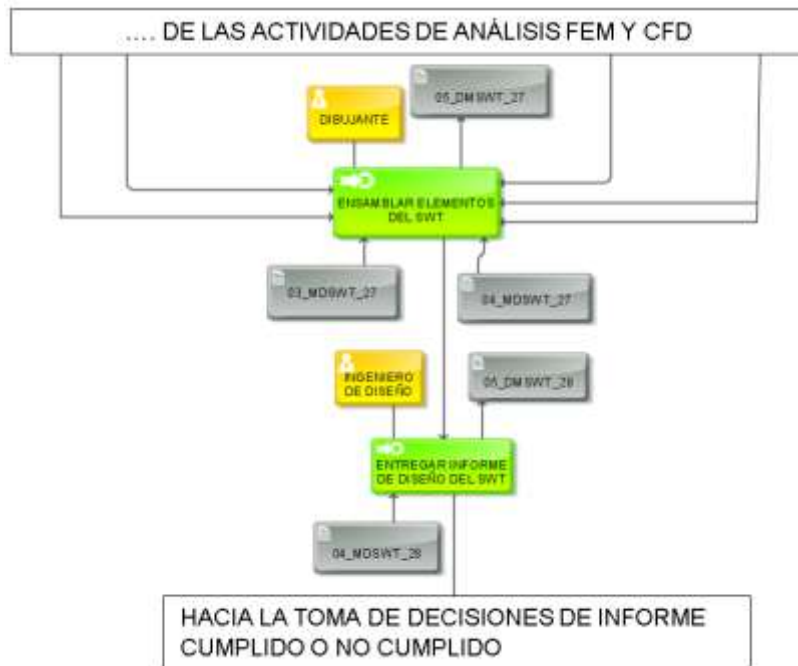 .... DE LAS ACTIVIDADES DE ANÁLISIS FEM Y CFD
05_DMSWT_27
DIBUJANTE
ENSAMBLAR ELEMENTOS
DEL SWT
03_MDSWT_27
04_MDSWT_27
INGENIERO
DE DISEÑO
05_DMSWT_28
ENTREGAR INFORME
DE DISEÑO DEL SWT
04_MDSWT_28
HACIA LA TOMA DE DECISIONES DE INFORME
CUMPLIDO O NO CUMPLIDO